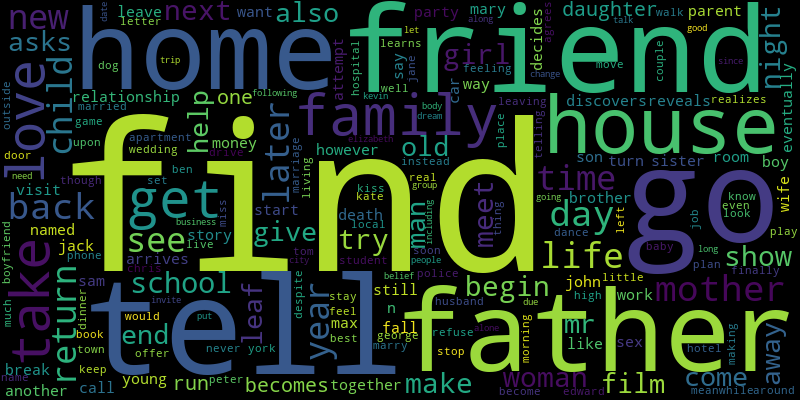 home
friend
find
go
tell
father
house
family
get
love
take
back
mother
life
day
time
new
asks
child
next
also
leave
letter
want
party
mary
along
let
talk
good
since
date
daughter
walk
parent
night
decides
agrees
learns
jane
say
feeling
well
way
car
girl
move
couple
change
hospital
attempt
dog
trip
outside
relationship
married
game
upon
help
one
following
kevin
body
dream
leaving
telling
place
discovers
reveals
realizes
eventually
door
need
visit
though
apartment
wedding
money
drive
ben
set
later
marriage
living
however
elizabeth
old
instead
real
group
kiss
kate
meet
thing
son
turn
sister
room
boy
brother
wife
going
dance
left
job
know
even
look
play
named
jack
phone
boyfriend
much
see
arrives
live
business
story
miss
give
start
death
local
try
man
including
soon
people
baby
long
plan
finally
show
sam
chris
school
invite
tom
city
student
belief
police
still
begin
john
little
high
work
return
dinner
town
book
keep
would
end
offer
put
never
york
leaf
year
despite
stay
feel
max
best
n
fall
george
marry
husband
due
refuse
stop
alone
morning
mr
like
sex
hotel
making
away
break
name
another
call
young
run
peter
becomes
together
make
become
woman
edward
film
come
meanwhile
around